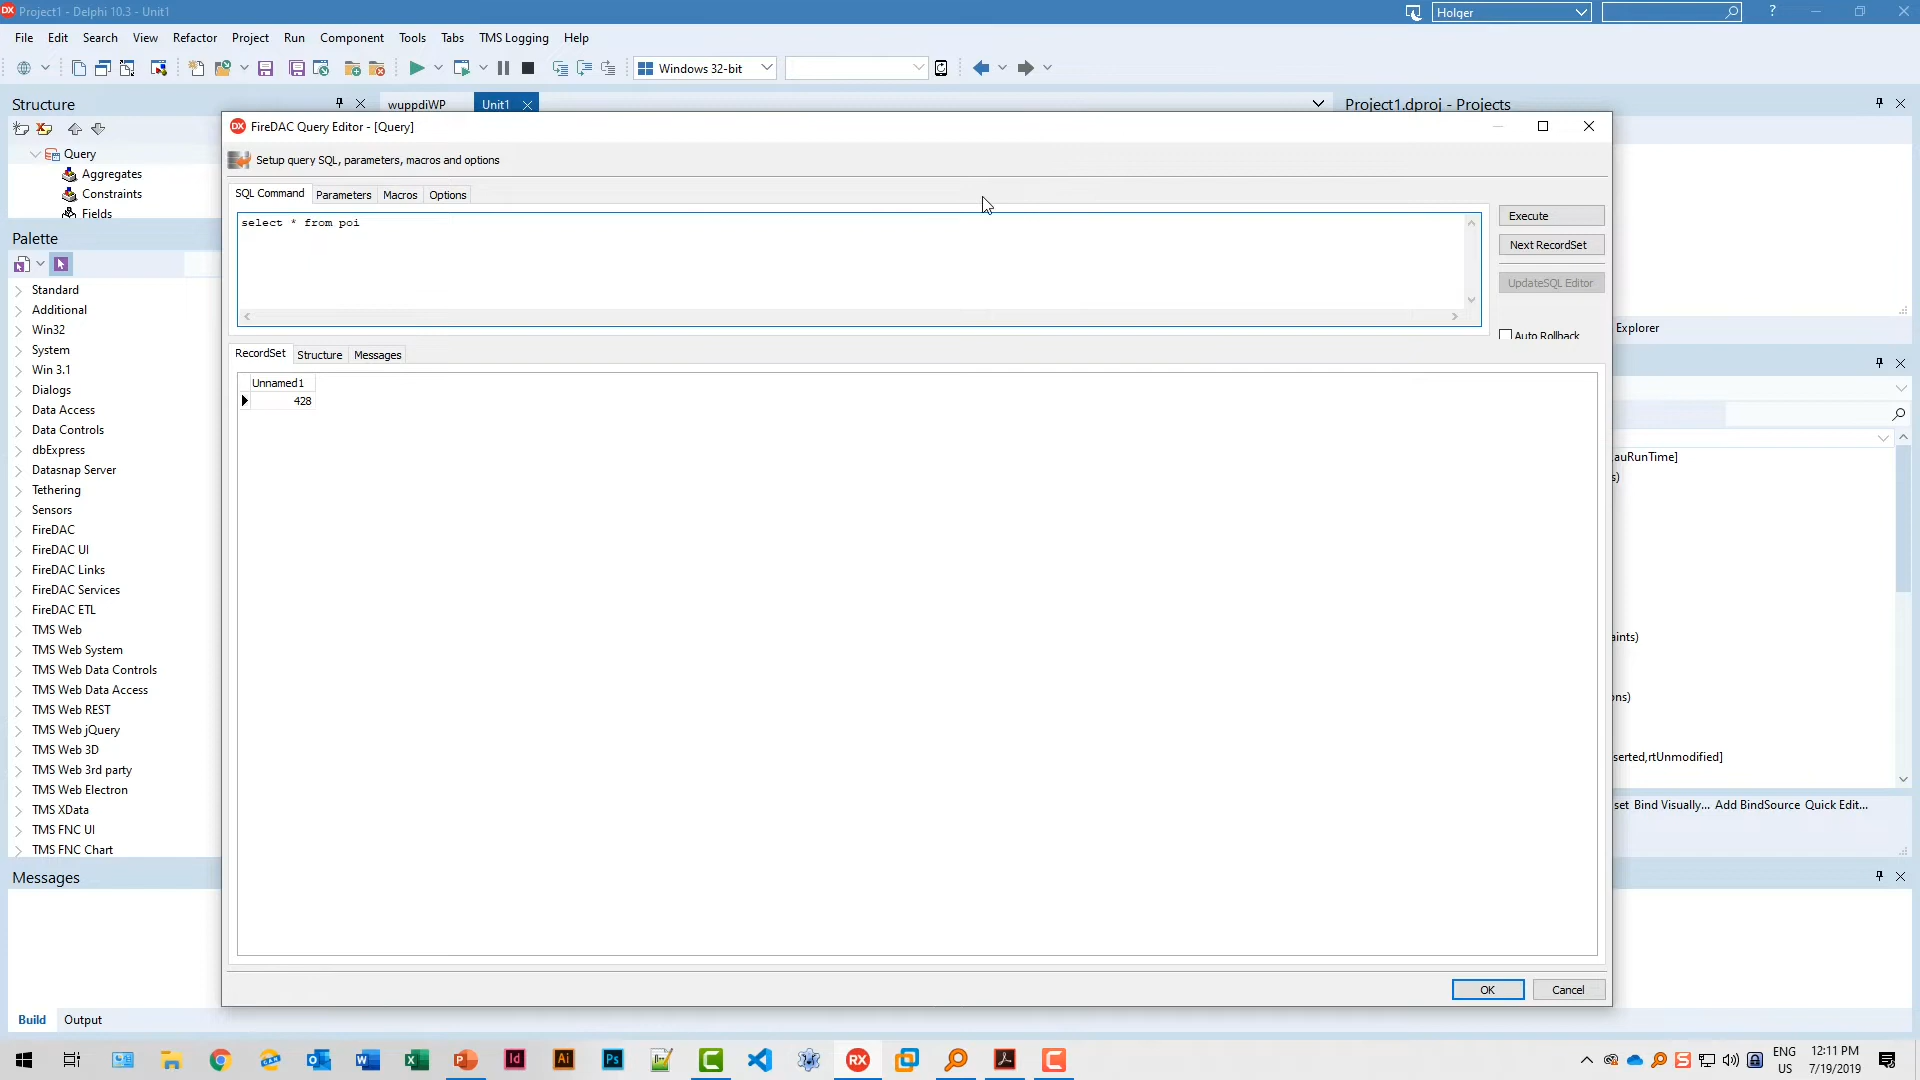 DX Project1 - Delphi 10.3 - Unit1
Holger
?
File Edit Search View Refactor Project Run Component Tools Tabs TMS Logging Help
Windows 32-bit
Structure
wuppdiWP
Unit1
Project1.dproj - Projects
Query
Aggregates
Constraints
Fields
Palette
Standard
Additional
Win32
System
Win 3.1
Dialogs
Data Access
Data Controls
dbExpress
Datasnap Server
Tethering
Sensors
FireDAC
FireDAC UI
FireDAC Links
FireDAC Services
FireDAC ETL
TMS Web
TMS Web System
TMS Web Data Controls
TMS Web Data Access
TMS Web REST
TMS Web jQuery
TMS Web 3D
TMS Web 3rd party
TMS Web Electron
TMS XData
TMS FNC UI
TMS FNC Chart
DX FireDAC Query Editor - [Query]
Setup query SQL, parameters, macros and options
SQL Command Parameters Macros Options
select * from poi
Execute
Next RecordSet
UpdateSQL Editor
Auto Rollback
RecordSet Structure Messages
Unnamed1
428
OK Cancel
Explorer
auRunTime]
s)
aints)
ons)
serted,rtUnmodified]
set Bind Visually... Add BindSource Quick Edit...
Messages
Build Output
Id Ai Ps RX
ENG
US
12:11 PM
7/19/2019